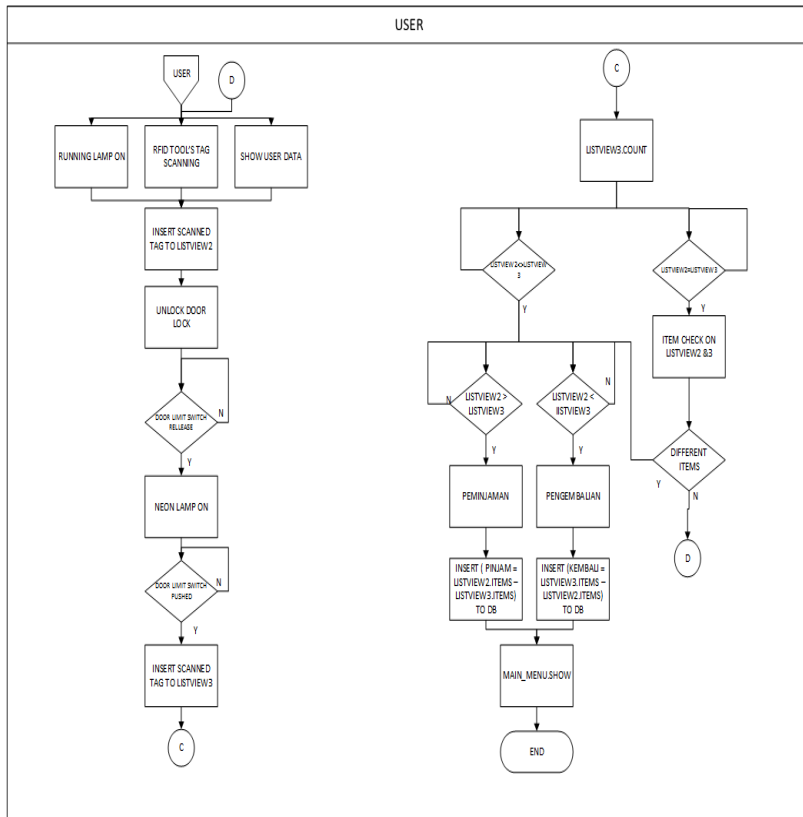 USER
USER
D
RUNNING LAMP ON
RFID TOOL'S TAG
SCANNING
SHOW USER DATA
INSERT SCANNED
TAG TO LISTVIEW2
UNLOCK DOOR
LOCK
DOOR LIMIT SWITCH
RELLEASE
N
Y
NEON LAMP ON
DOOR LIMIT SWITCH
PUSHED
N
Y
INSERT SCANNED
TAG TO LISTVIEW3
C
C
LISTVIEW3.COUNT
LISTVIEW2<>LISTVIEW
3
Y
LISTVIEW2=LISTVIEW3
Y
ITEM CHECK ON
LISTVIEW2 &3
DIFFERENT
ITEMS
Y
N
D
LISTVIEW2 >
LISTVIEW3
N
Y
LISTVIEW2 <
lISTVIEW3
N
Y
PEMINJAMAN
PENGEMBALIAN
INSERT ( PINJAM =
LISTVIEW2.ITEMS –
LISTVIEW3.ITEMS)
TO DB
INSERT (KEMBALI =
LISTVIEW3.ITEMS –
LISTVIEW2.ITEMS)
TO DB
MAIN_MENU.SHOW
END